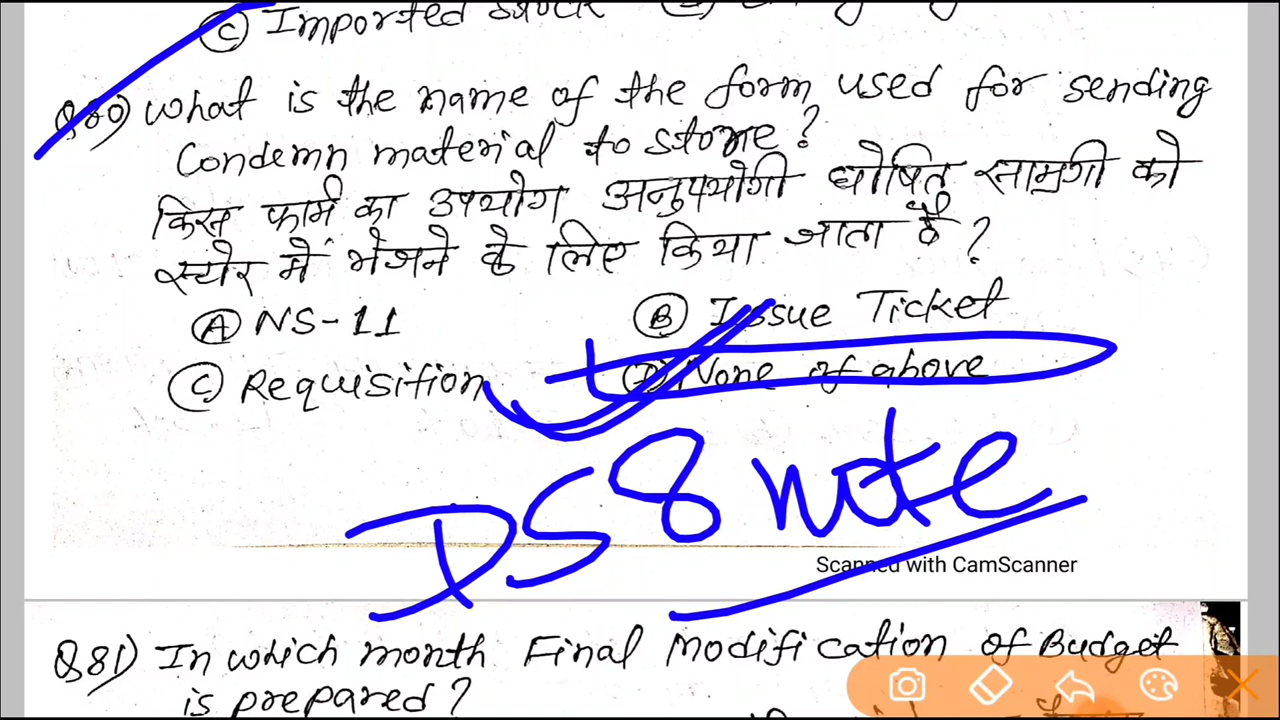 Ⓒ Imported Stock
Q80) What is the name of the form used for sending
Condemn material to store?
किस फार्म का उपयोग अनुपयोगी घोषित सामग्री को
स्टोर में भेजने के लिए किया जाता है?
Ⓐ NS-11 Ⓑ Issue Ticket
Ⓒ Requisition Ⓓ None of above
DS8 note
Scanned with CamScanner
Q81) In which month Final Modification of Budget
is prepared?